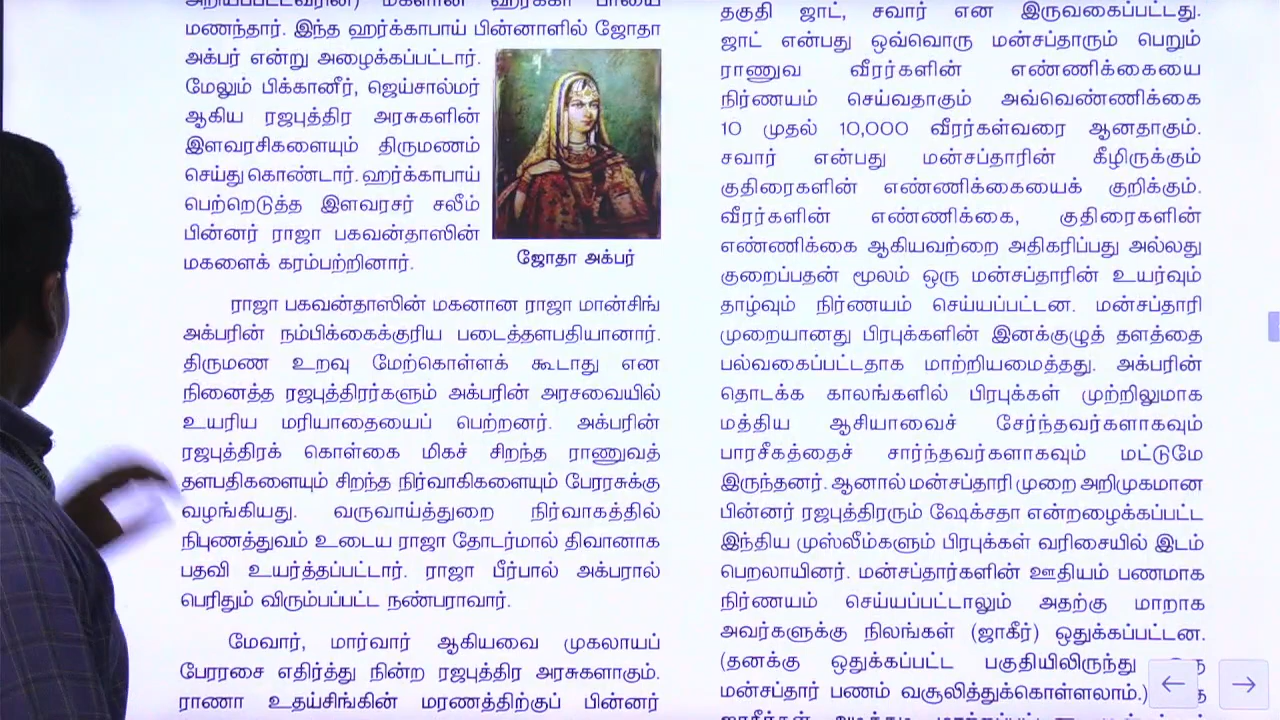 மணந்தார். இந்த ஹர்க்காபாய் பின்னாளில் ஜோதா
அக்பர் என்று அழைக்கப்பட்டார்.
மேலும் பிக்கானீர், ஜெய்சால்மர்
ஆகிய ரஜபுத்திர அரசுகளின்
இளவரசிகளையும் திருமணம்
செய்து கொண்டார். ஹர்க்காபாய்
பெற்றெடுத்த இளவரசர் சலீம்
பின்னர் ராஜா பகவன்தாஸின்
மகளைக் கரம்பற்றினார்.
ஜோதா அக்பர்
ராஜா பகவன்தாஸின் மகனான ராஜா மான்சிங்
அக்பரின் நம்பிக்கைக்குரிய படைத்தளபதியானார்.
திருமண உறவு மேற்கொள்ளக் கூடாது என
நினைத்த ரஜபுத்திரர்களும் அக்பரின் அரசவையில்
உயரிய மரியாதையைப் பெற்றனர். அக்பரின்
ரஜபுத்திரக் கொள்கை மிகச் சிறந்த ராணுவத்
தளபதிகளையும் சிறந்த நிர்வாகிகளையும் பேரரசுக்கு
வழங்கியது. வருவாய்த்துறை நிர்வாகத்தில்
நிபுணத்துவம் உடைய ராஜா தோடர்மால் திவானாக
பதவி உயர்த்தப்பட்டார். ராஜா பீர்பால் அக்பரால்
பெரிதும் விரும்பப்பட்ட நண்பராவார்.
மேவார், மார்வார் ஆகியவை முகலாயப்
பேரரசை எதிர்த்து நின்ற ரஜபுத்திர அரசுகளாகும்.
ராணா உதய்சிங்கின் மரணத்திற்குப் பின்னர்
தகுதி ஜாட், சவார் என இருவகைப்பட்டது.
ஜாட் என்பது ஒவ்வொரு மன்சப்தாரும் பெறும்
ராணுவ வீரர்களின் எண்ணிக்கையை
நிர்ணயம் செய்வதாகும் அவ்வெண்ணிக்கை
10 முதல் 10,000 வீரர்கள்வரை ஆனதாகும்.
சவார் என்பது மன்சப்தாரின் கீழிருக்கும்
குதிரைகளின் எண்ணிக்கையைக் குறிக்கும்.
வீரர்களின் எண்ணிக்கை, குதிரைகளின்
எண்ணிக்கை ஆகியவற்றை அதிகரிப்பது அல்லது
குறைப்பதன் மூலம் ஒரு மன்சப்தாரின் உயர்வும்
தாழ்வும் நிர்ணயம் செய்யப்பட்டன. மன்சப்தாரி
முறையானது பிரபுக்களின் இனக்குழுத் தளத்தை
பல்வகைப்பட்டதாக மாற்றியமைத்தது. அக்பரின்
தொடக்க காலங்களில் பிரபுக்கள் முற்றிலுமாக
மத்திய ஆசியாவைச் சேர்ந்தவர்களாகவும்
பாரசீகத்தைச் சார்ந்தவர்களாகவும் மட்டுமே
இருந்தனர். ஆனால் மன்சப்தாரி முறை அறிமுகமான
பின்னர் ரஜபுத்திரரும் ஷேக்சதா என்றழைக்கப்பட்ட
இந்திய முஸ்லீம்களும் பிரபுக்கள் வரிசையில் இடம்
பெறலாயினர். மன்சப்தார்களின் ஊதியம் பணமாக
நிர்ணயம் செய்யப்பட்டாலும் அதற்கு மாறாக
அவர்களுக்கு நிலங்கள் (ஜாகீர்) ஒதுக்கப்பட்டன.
(தனக்கு ஒதுக்கப்பட்ட பகுதியிலிருந்து
மன்சப்தார் பணம் வசூலித்துக்கொள்ளலாம்.)